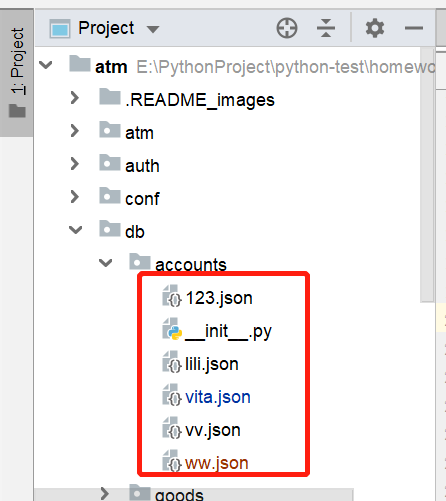 1: Project
Project
atm E:\PythonProject\python-test\homewo
.README_images
atm
auth
conf
db
accounts
123.json
__init__.py
lili.json
vita.json
vv.json
ww.json
goods